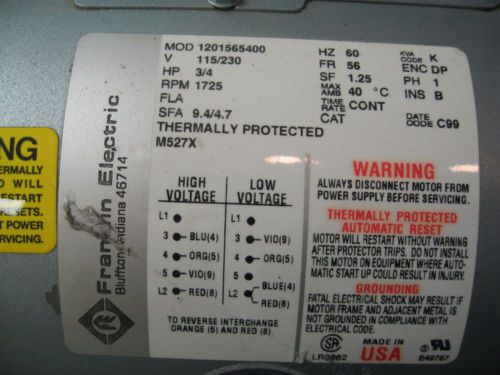 MOD 1201565400
V 115/230
HP 3/4
RPM 1725
FLA
SFA 9.4/4.7
THERMALLY PROTECTED
M527X
HZ 60
FR 56
SF 1.25
MAX AMB 40 °C
TIME RATE CONT
CAT
KVA CODE K
ENC DP
PH 1
INS B
DATE CODE C99
Franklin Electric
Bluffton, Indiana 46714
HIGH VOLTAGE
L1
3 BLU(4)
4 ORG(5)
5 VIO(9)
L2 RED(8)
LOW VOLTAGE
L1
3 VIO(9)
4 ORG(5)
5
L2 BLUE(4)
RED(8)
TO REVERSE INTERCHANGE
ORANGE (5) AND RED (8)
WARNING
ALWAYS DISCONNECT MOTOR FROM
POWER SUPPLY BEFORE SERVICING.
THERMALLY PROTECTED
AUTOMATIC RESET
MOTOR WILL RESTART WITHOUT WARNING
AFTER PROTECTOR TRIPS. DO NOT INSTALL
THIS MOTOR ON EQUIPMENT WHERE AUTO-
MATIC START UP COULD RESULT IN INJURY.
GROUNDING
FATAL ELECTRICAL SHOCK MAY RESULT IF
MOTOR FRAME AND ADJACENT METAL IS
NOT GROUNDED IN COMPLIANCE WITH
ELECTRICAL CODE.
SA
LR9862
MADE IN
USA
E49767
NG
ERMALLY
D WILL
RESTART
RESETS.
T POWER
RVICING.